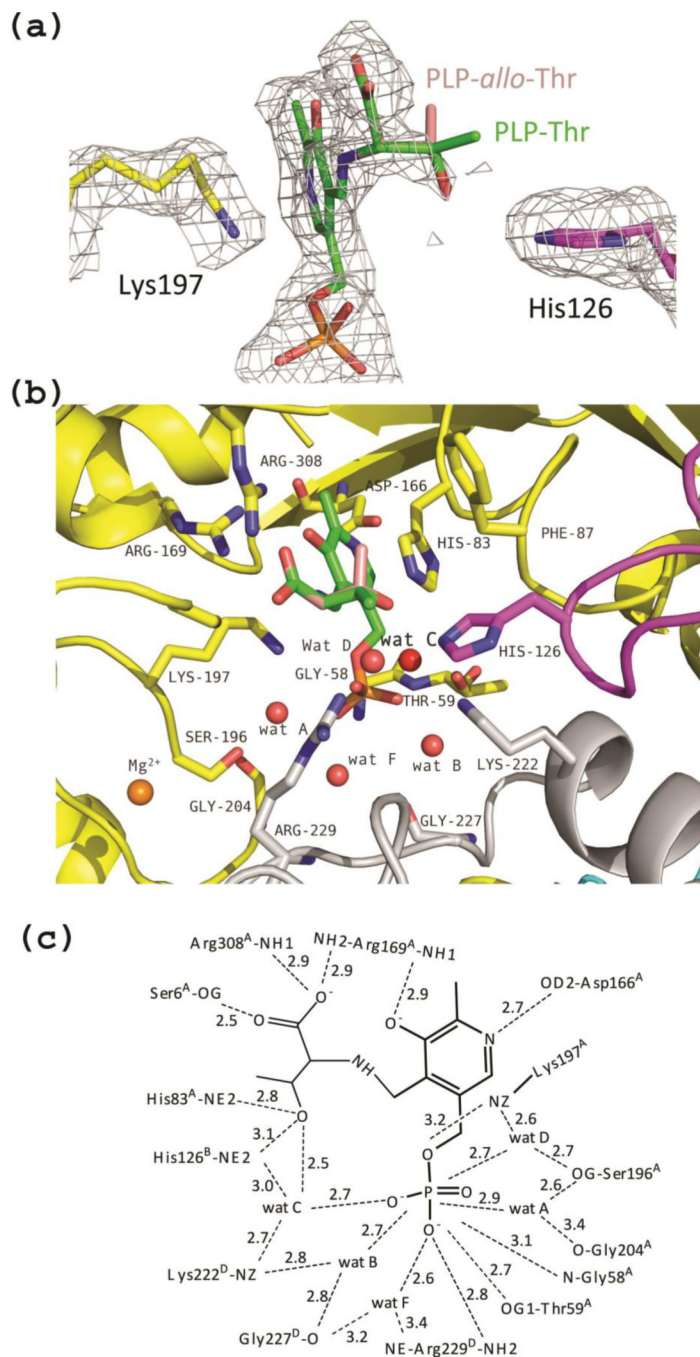 (a)
PLP-allo-Thr
PLP-Thr
Lys197
His126
(b)
ARG-308
ASP-166
ARG-169
HIS-83
PHE-87
Wat D
wat C
LYS-197
GLY-58
HIS-126
THR-59
wat A
SER-196
wat F
wat B
LYS-222
Mg²⁺
GLY-204
GLY-227
ARG-229
(c)
Arg308ᴬ-NH1
NH2-Arg169ᴬ-NH1
2.9
2.9
2.9
OD2-Asp166ᴬ
Ser6ᴬ-OG
O⁻
2.7
2.5
O
O⁻
N
NH
Lys197ᴬ
His83ᴬ-NE2
2.8
NZ
O
3.2
2.6
3.1
wat D
His126ᴮ-NE2
2.5
O
2.7
2.7
OG-Ser196ᴬ
3.0
2.7
O⁻
P
O
2.6
wat C
2.9
wat A
2.7
O⁻
3.4
2.7
3.1
O-Gly204ᴬ
2.8
wat B
Lys222ᴰ-NZ
2.6
2.7
N-Gly58ᴬ
2.8
2.8
OG1-Thr59ᴬ
wat F
Gly227ᴰ-O
3.2
3.4
NE-Arg229ᴰ-NH2